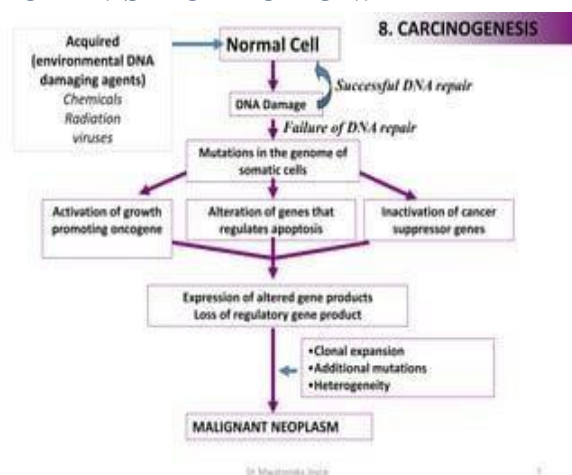 8. CARCINOGENESIS
Acquired
(environmental DNA
damaging agents)
Chemicals
Radiation
viruses
Normal Cell
Successful DNA repair
DNA Damage
Failure of DNA repair
Mutations in the genome of
somatic cells
Activation of growth
promoting oncogene
Alteration of genes that
regulates apoptosis
Inactivation of cancer
suppressor genes
Expression of altered gene products
Loss of regulatory gene product
•Clonal expansion
•Additional mutations
•Heterogeneity
MALIGNANT NEOPLASM
Dr